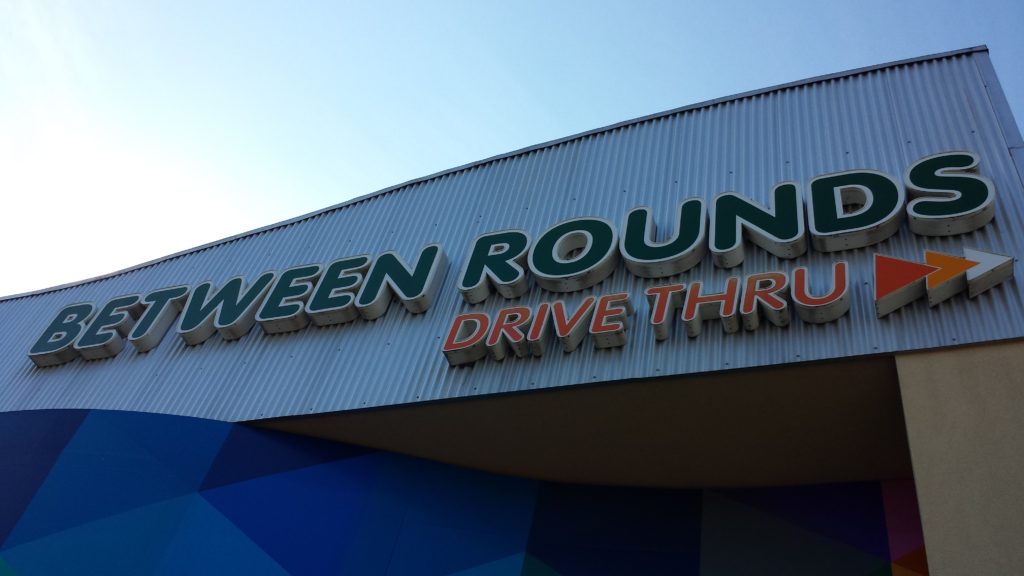 BETWEEN ROUNDS
DRIVE THRU